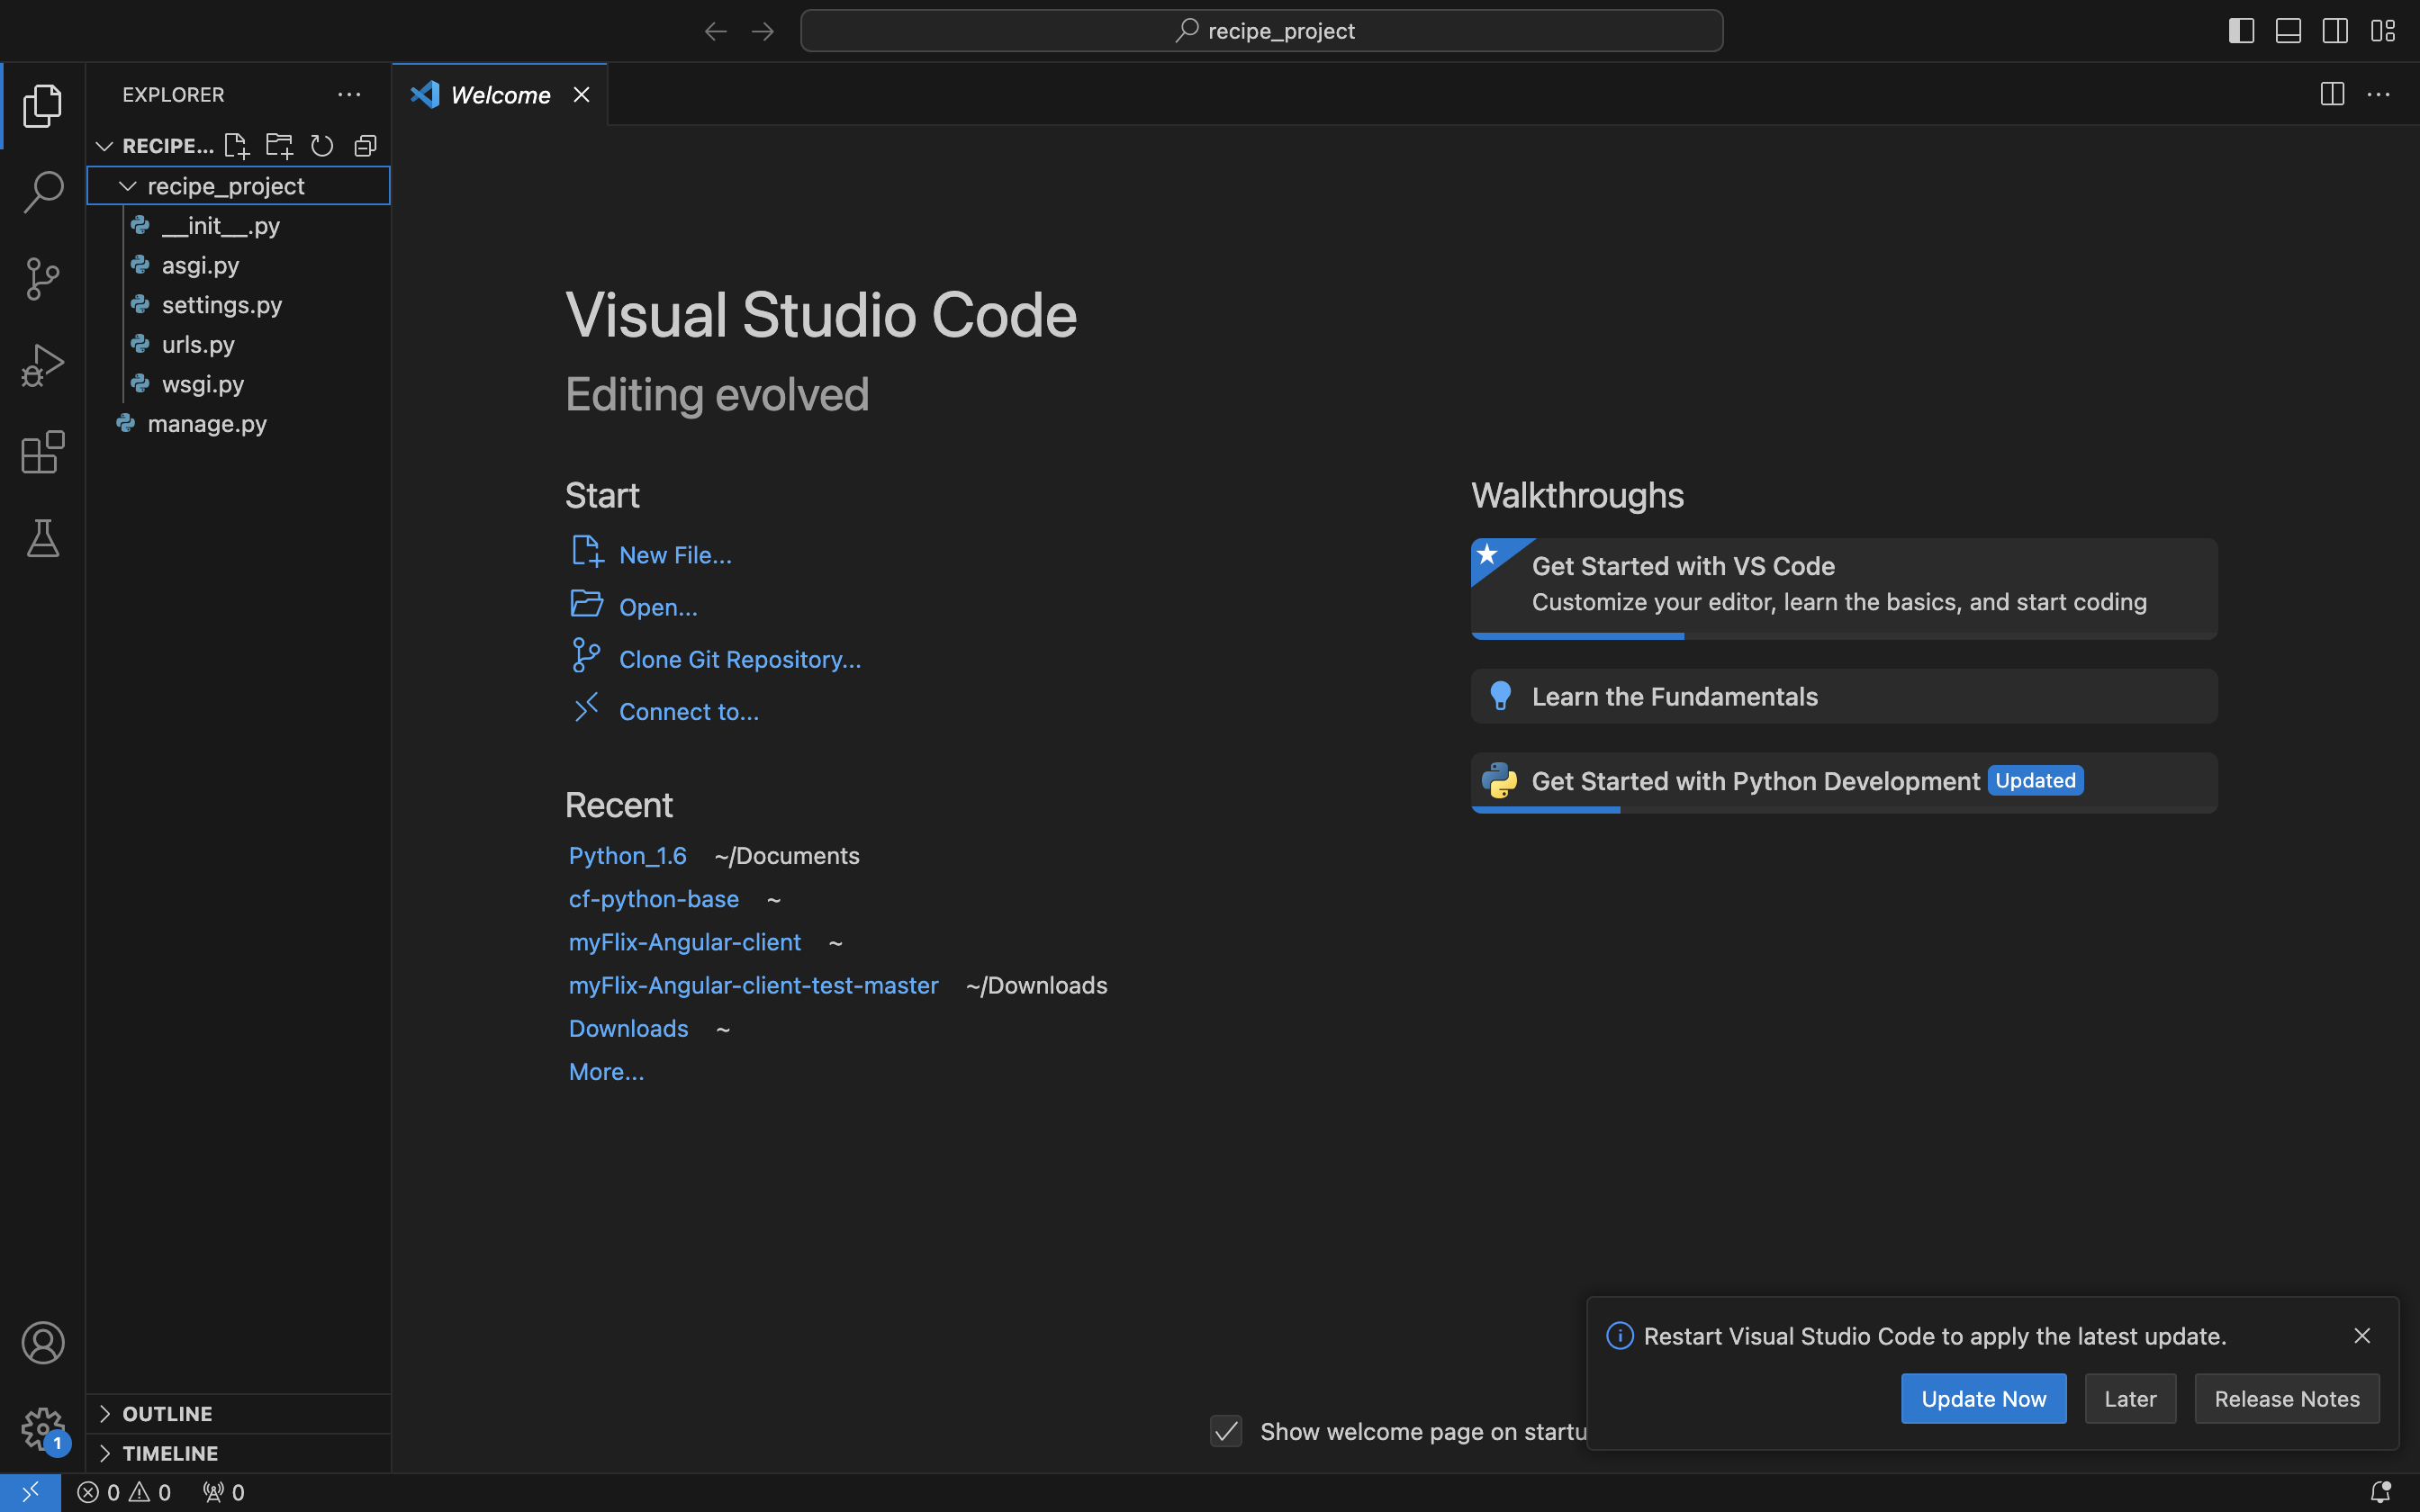 recipe_project
EXPLORER
Welcome
RECIPE...
recipe_project
__init__.py
asgi.py
settings.py
urls.py
wsgi.py
manage.py
Visual Studio Code
Editing evolved
Start
New File...
Open...
Clone Git Repository...
Connect to...
Recent
Python_1.6 ~/Documents
cf-python-base ~
myFlix-Angular-client ~
myFlix-Angular-client-test-master ~/Downloads
Downloads ~
More...
Walkthroughs
Get Started with VS Code
Customize your editor, learn the basics, and start coding
Learn the Fundamentals
Get Started with Python Development Updated
Restart Visual Studio Code to apply the latest update.
Update Now Later Release Notes
Show welcome page on startu
OUTLINE
TIMELINE
1
0 0 0